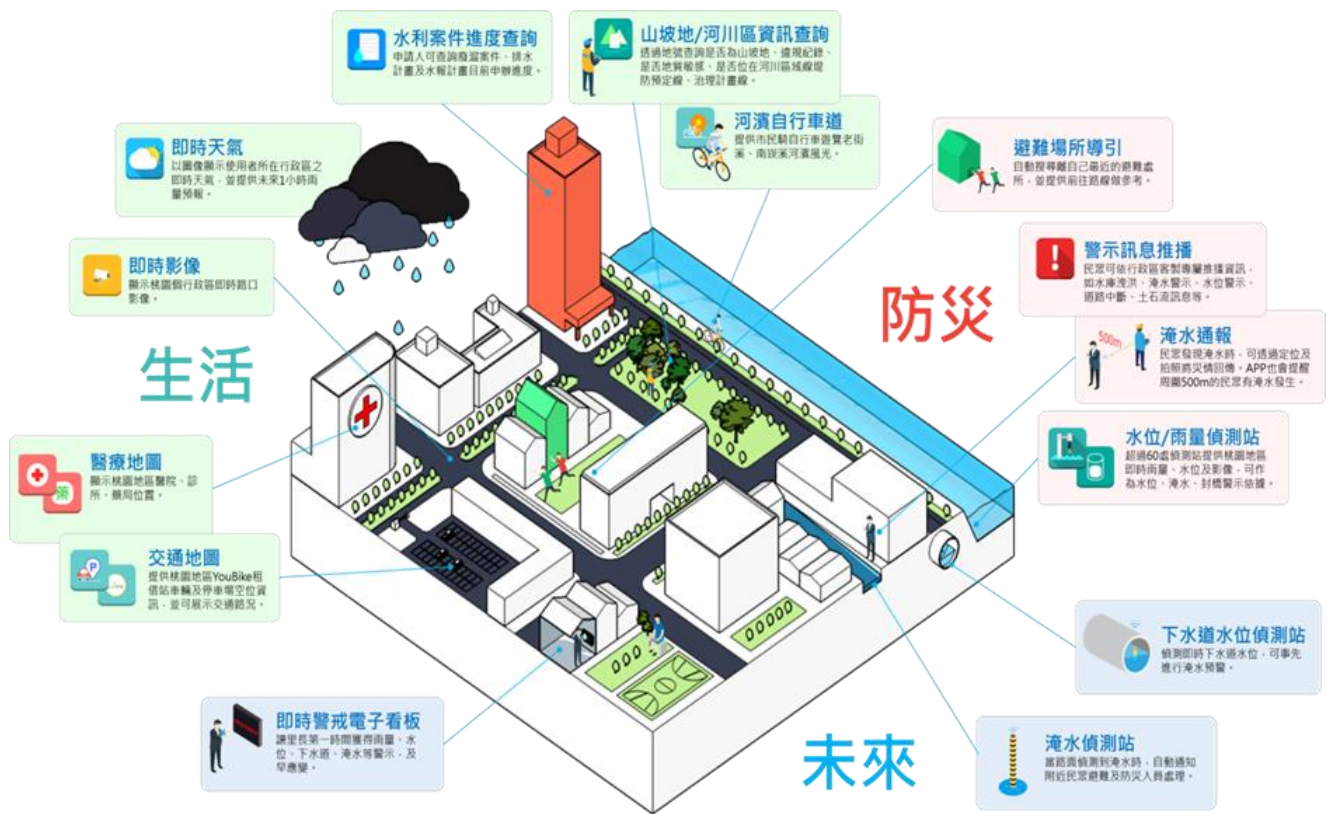 水利案件進度查詢
申請人可查詢廢溜案件、排水
計畫及水報計畫目前申辦進度。
山坡地/河川區資訊查詢
透過地號查詢是否為山坡地、違規紀錄、
是否地質敏感、是否位在河川區域線堤
防預定線、治理計畫線。
河濱自行車道
提供市民騎自行車遊覽老街
溪、南崁溪河濱風光。
即時天氣
以圖像顯示使用者所在行政區之
即時天氣，並提供未來1小時雨
量預報。
即時影像
顯示桃園個行政區即時路口
影像。
生活
醫療地圖
顯示桃園地區醫院、診
所、藥局位置。
交通地圖
提供桃園地區YouBike租
借站車輛及停車場空位資
訊，並可展示交通路況。
防災
避難場所導引
自動搜尋離自己最近的避難處
所，並提供前往路線做參考。
警示訊息推播
民眾可依行政區客製專屬推播資訊，
如水庫洩洪、淹水警示、水位警示、
道路中斷、土石流訊息等。
500m
淹水通報
民眾發現淹水時，可透過定位及
拍照將災情回傳。APP也會提醒
周圍500m的民眾有淹水發生。
水位/雨量偵測站
超過60處偵測站提供桃園地區
即時雨量、水位及影像，可作
為水位、淹水、封橋警示依據。
下水道水位偵測站
偵測即時下水道水位，可事先
進行淹水預警。
淹水偵測站
當路面偵測到淹水時，自動通知
附近民眾避難及防災人員處理。
未來
即時警戒電子看板
讓里長第一時間獲得雨量、水
位、下水道、淹水等警示，及
早應變。
P
藥